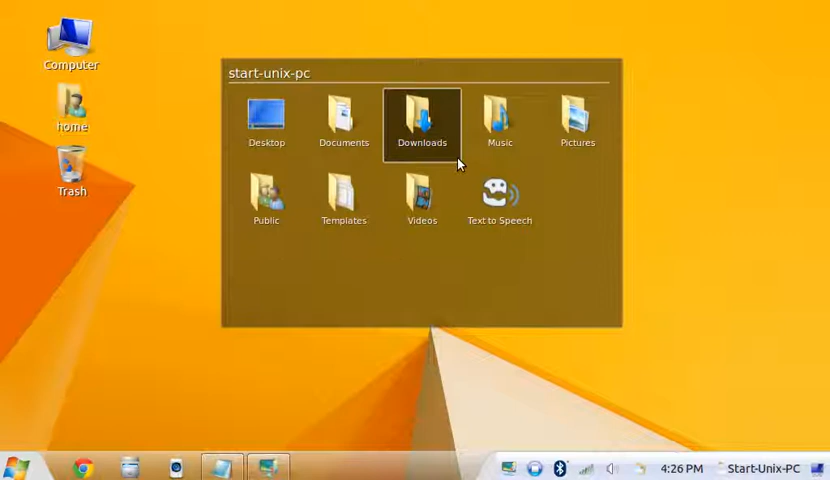 Computer
home
Trash
start-unix-pc
Desktop
Documents
Downloads
Music
Pictures
Public
Templates
Videos
Text to Speech
4:26 PM
Start-Unix-PC